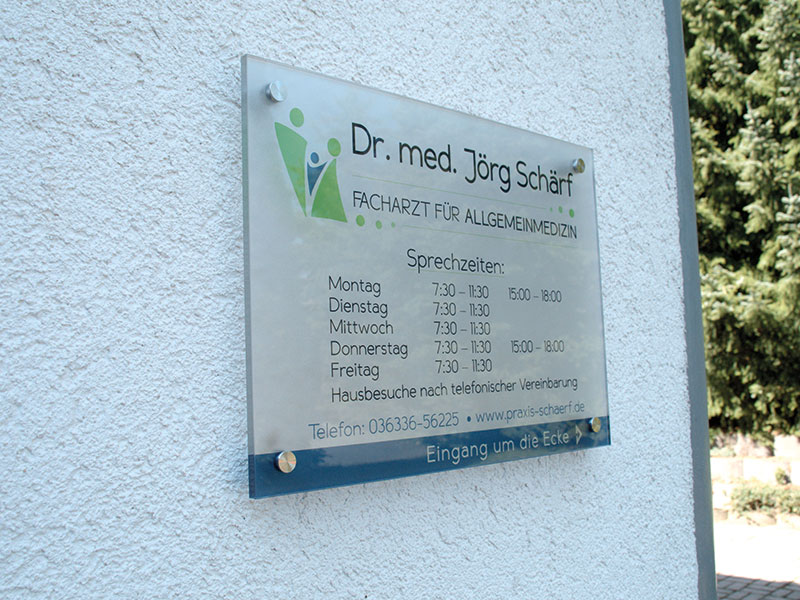 Dr. med. Jörg Schärf
FACHARZT FÜR ALLGEMEINMEDIZIN
Sprechzeiten:
Montag 7:30 – 11:30 15:00 – 18:00
Dienstag 7:30 – 11:30
Mittwoch 7:30 – 11:30
Donnerstag 7:30 – 11:30 15:00 – 18:00
Freitag 7:30 – 11:30
Hausbesuche nach telefonischer Vereinbarung
Telefon: 036336-56225 • www.praxis-schaerf.de
Eingang um die Ecke